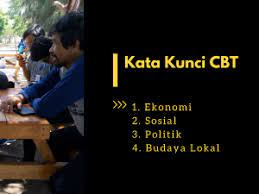 Kata Kunci CBT
1. Ekonomi
2. Sosial
3. Politik
4. Budaya Lokal